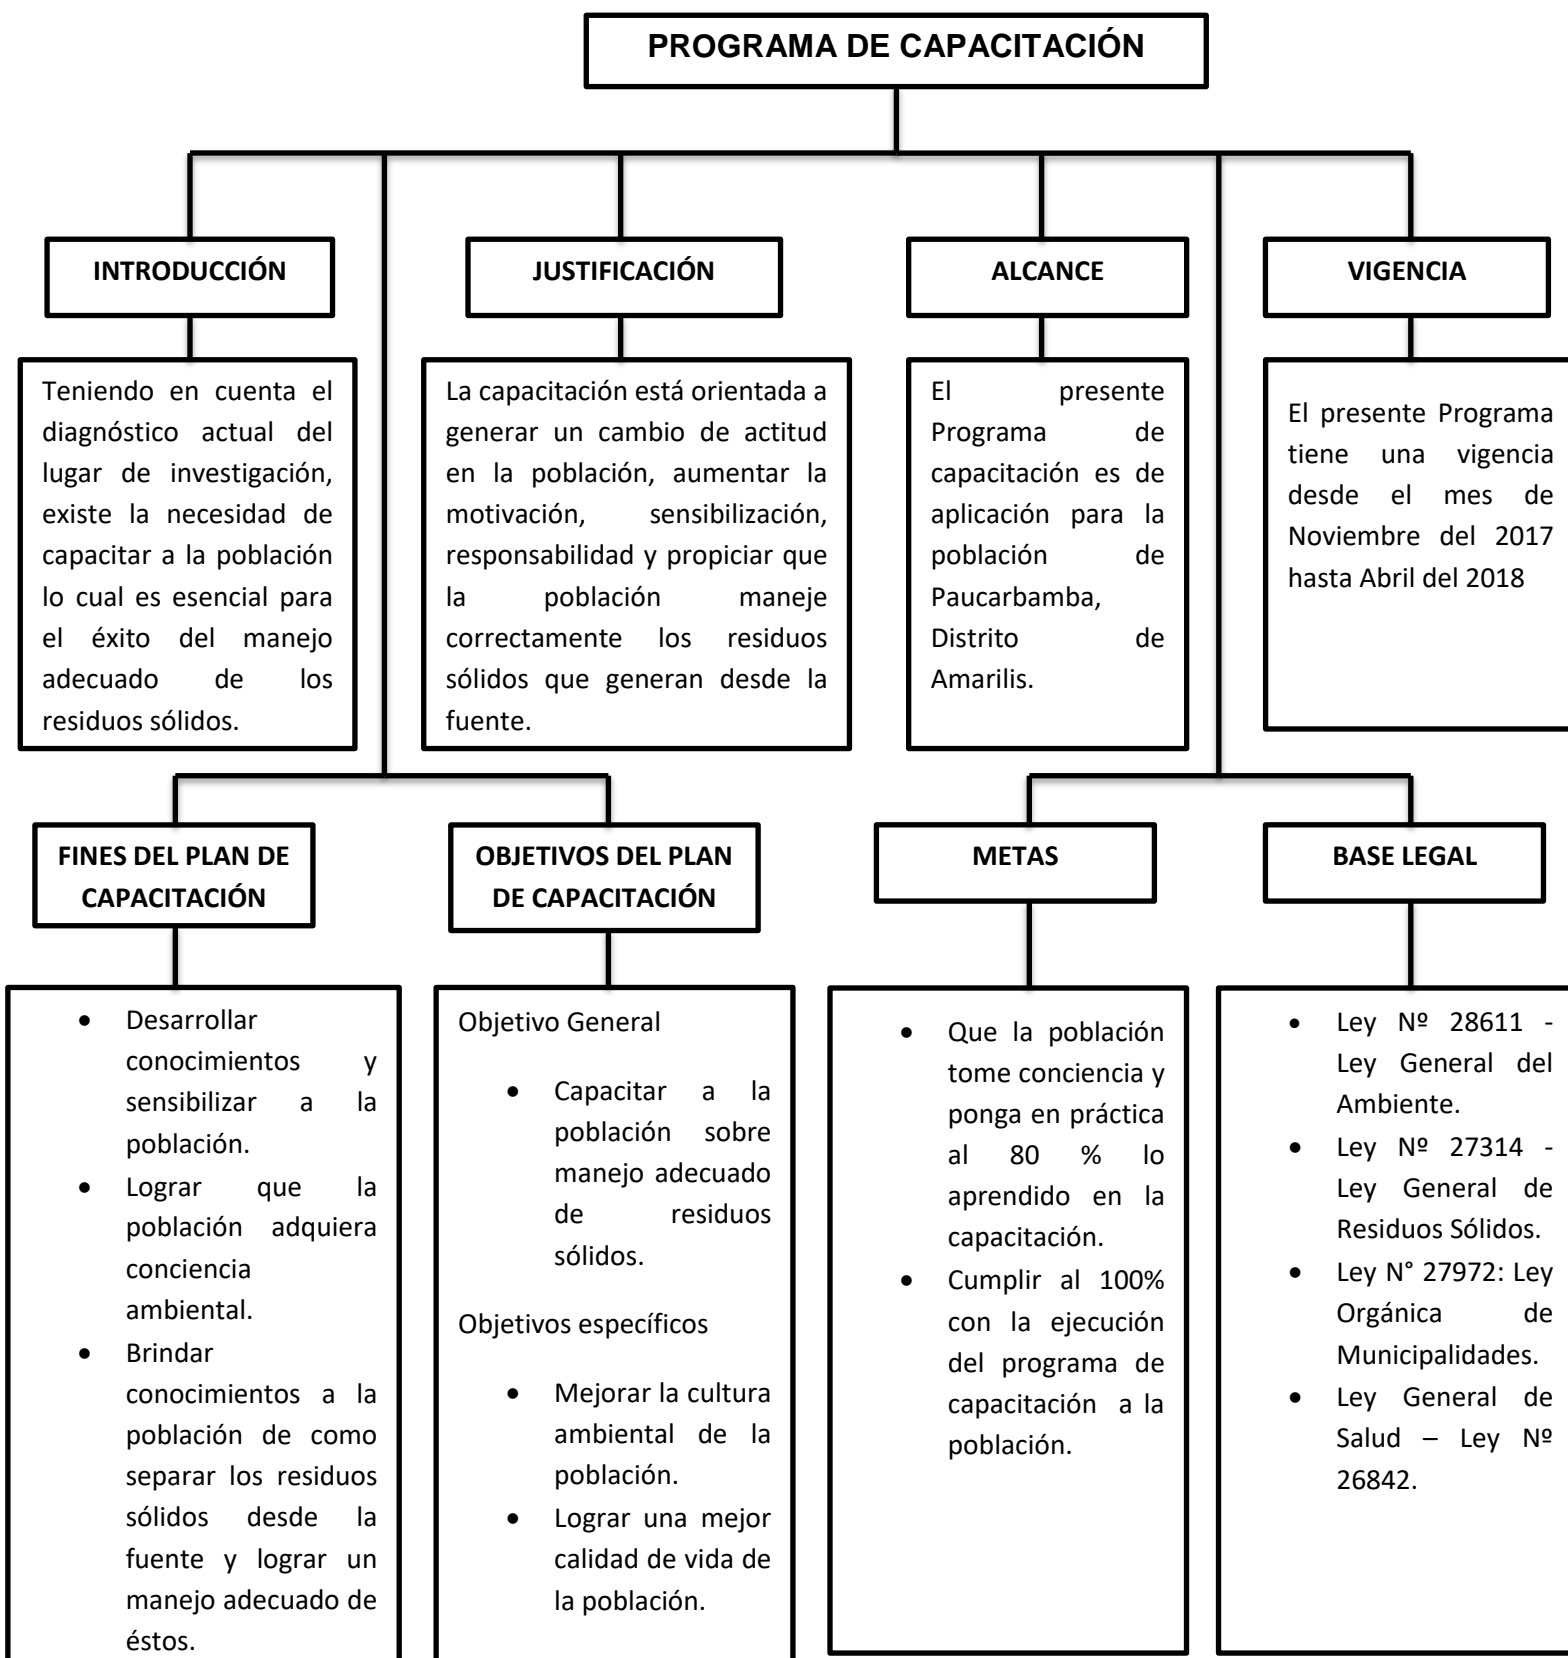 PROGRAMA DE CAPACITACIÓN
INTRODUCCIÓN
Teniendo en cuenta el
diagnóstico actual del
lugar de investigación,
existe la necesidad de
capacitar a la población
lo cual es esencial para
el éxito del manejo
adecuado de los
residuos sólidos.
JUSTIFICACIÓN
La capacitación está orientada a
generar un cambio de actitud
en la población, aumentar la
motivación, sensibilización,
responsabilidad y propiciar que
la población maneje
correctamente los residuos
sólidos que generan desde la
fuente.
ALCANCE
El presente
Programa de
capacitación es de
aplicación para la
población de
Paucarbamba,
Distrito de
Amarilis.
VIGENCIA
El presente Programa
tiene una vigencia
desde el mes de
Noviembre del 2017
hasta Abril del 2018
FINES DEL PLAN DE
CAPACITACIÓN
• Desarrollar
conocimientos y
sensibilizar a la
población.
• Lograr que la
población adquiera
conciencia
ambiental.
• Brindar
conocimientos a la
población de como
separar los residuos
sólidos desde la
fuente y lograr un
manejo adecuado de
éstos.
OBJETIVOS DEL PLAN
DE CAPACITACIÓN
Objetivo General
• Capacitar a la
población sobre
manejo adecuado
de residuos
sólidos.
Objetivos específicos
• Mejorar la cultura
ambiental de la
población.
• Lograr una mejor
calidad de vida de
la población.
METAS
• Que la población
tome conciencia y
ponga en práctica
al 80 % lo
aprendido en la
capacitación.
• Cumplir al 100%
con la ejecución
del programa de
capacitación a la
población.
BASE LEGAL
• Ley Nº 28611 -
Ley General del
Ambiente.
• Ley Nº 27314 -
Ley General de
Residuos Sólidos.
• Ley N° 27972: Ley
Orgánica de
Municipalidades.
• Ley General de
Salud – Ley Nº
26842.